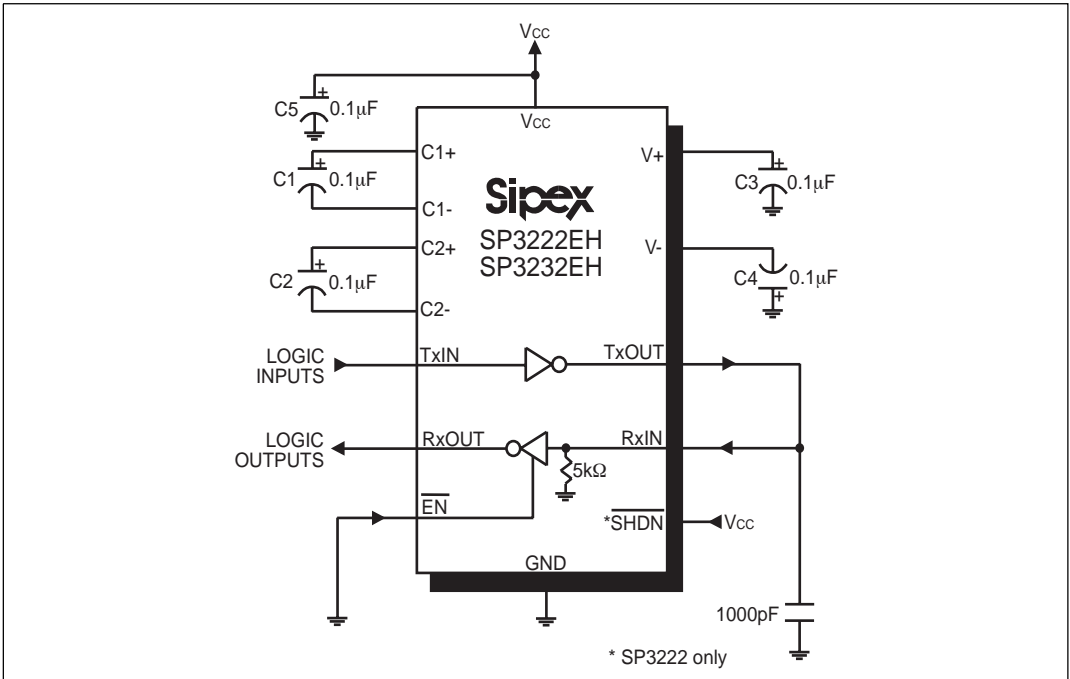 Vcc
C5
+
0.1µF
Vcc
C1+
C1
+
0.1µF
C1-
C2+
C2
+
0.1µF
C2-
Sipex
SP3222EH
SP3232EH
V+
C3
+
0.1µF
V-
C4
0.1µF
+
LOGIC
INPUTS
TxIN
TxOUT
LOGIC
OUTPUTS
RxOUT
RxIN
5kΩ
EN
*SHDN
Vcc
GND
1000pF
* SP3222 only